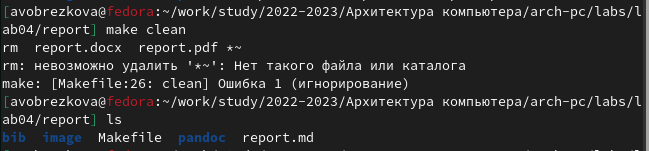 [avobrezkova@fedora:~/work/study/2022-2023/Архитектура компьютера/arch-pc/labs/l
ab04/report] make clean
rm  report.docx  report.pdf *~
rm: невозможно удалить '*~': Нет такого файла или каталога
make: [Makefile:26: clean] Ошибка 1 (игнорирование)
[avobrezkova@fedora:~/work/study/2022-2023/Архитектура компьютера/arch-pc/labs/l
ab04/report] ls
bib  image  Makefile  pandoc  report.md